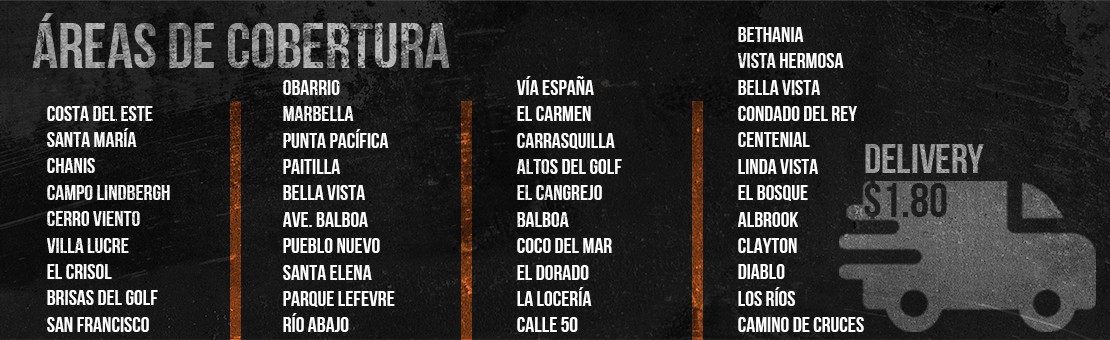 ÁREAS DE COBERTURA
COSTA DEL ESTE
SANTA MARÍA
CHANIS
CAMPO LINDBERGH
CERRO VIENTO
VILLA LUCRE
EL CRISOL
BRISAS DEL GOLF
SAN FRANCISCO
OBARRIO
MARBELLA
PUNTA PACÍFICA
PAITILLA
BELLA VISTA
AVE. BALBOA
PUEBLO NUEVO
SANTA ELENA
PARQUE LEFEVRE
RÍO ABAJO
VÍA ESPAÑA
EL CARMEN
CARRASQUILLA
ALTOS DEL GOLF
EL CANGREJO
BALBOA
COCO DEL MAR
EL DORADO
LA LOCERÍA
CALLE 50
BETHANIA
VISTA HERMOSA
BELLA VISTA
CONDADO DEL REY
CENTENIAL
LINDA VISTA
EL BOSQUE
ALBROOK
CLAYTON
DIABLO
LOS RÍOS
CAMINO DE CRUCES
DELIVERY
$1.80